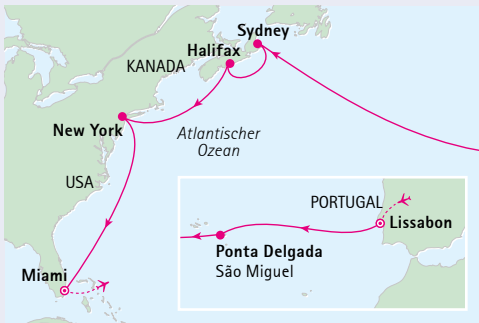 Sydney
Halifax
KANADA
New York
Atlantischer
Ozean
USA
PORTUGAL
Lissabon
Ponta Delgada
São Miguel
Miami